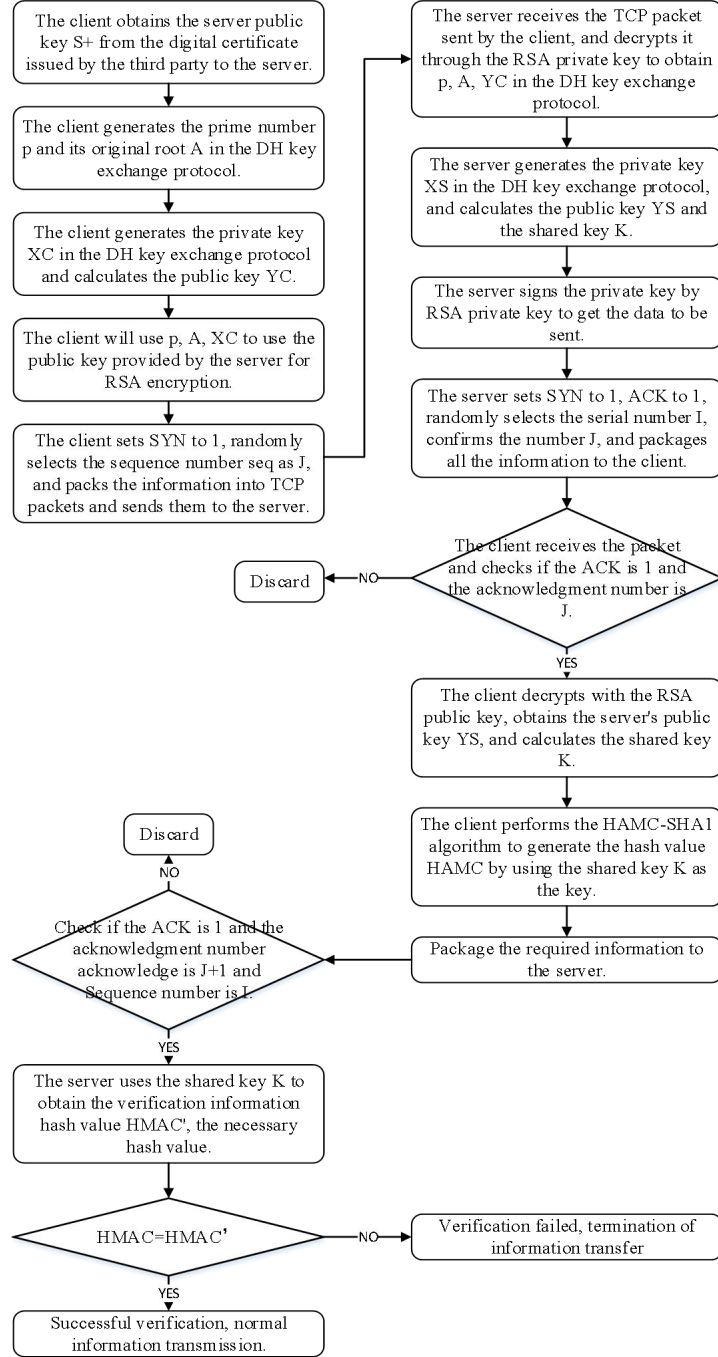 The client obtains the server public
key S+ from the digital certificate
issued by the third party to the server.
The client generates the prime number
p and its original root A in the DH key
exchange protocol.
The client generates the private key
XC in the DH key exchange protocol
and calculates the public key YC.
The client will use p, A, XC to use the
public key provided by the server for
RSA encryption.
The client sets SYN to 1, randomly
selects the sequence number seq as J,
and packs the information into TCP
packets and sends them to the server.
The server receives the TCP packet
sent by the client, and decrypts it
through the RSA private key to obtain
p, A, YC in the DH key exchange
protocol.
The server generates the private key
XS in the DH key exchange protocol,
and calculates the public key YS and
the shared key K.
The server signs the private key by
RSA private key to get the data to be
sent.
The server sets SYN to 1, ACK to 1,
randomly selects the serial number I,
confirms the number J, and packages
all the information to the client.
The client receives the packet
and checks if the ACK is 1 and
the acknowledgment number is
J.
NO
Discard
YES
The client decrypts with the RSA
public key, obtains the server's public
key YS, and calculates the shared key
K.
The client performs the HAMC-SHA1
algorithm to generate the hash value
HAMC by using the shared key K as
the key.
Package the required information to
the server.
Discard
NO
Check if the ACK is 1 and the
acknowledgment number
acknowledge is J+1 and
Sequence number is I.
YES
The server uses the shared key K to
obtain the verification information
hash value HMAC', the necessary
hash value.
HMAC=HMAC’
NO
Verification failed, termination of
information transfer
YES
Successful verification, normal
information transmission.